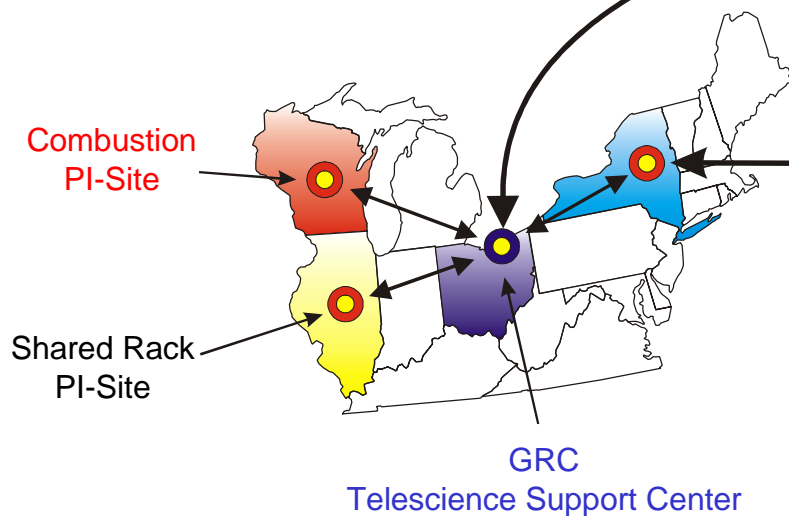 Combustion
PI-Site
Shared Rack
PI-Site
GRC
Telescience Support Center